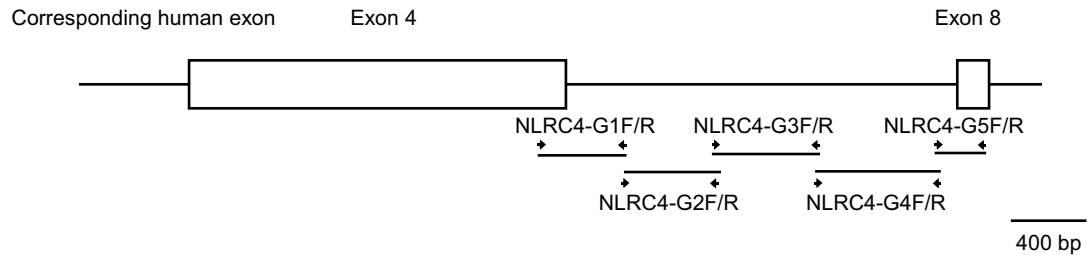 Corresponding human exon Exon 4 Exon 8
NLRC4-G1F/R NLRC4-G3F/R NLRC4-G5F/R
NLRC4-G2F/R NLRC4-G4F/R
400 bp